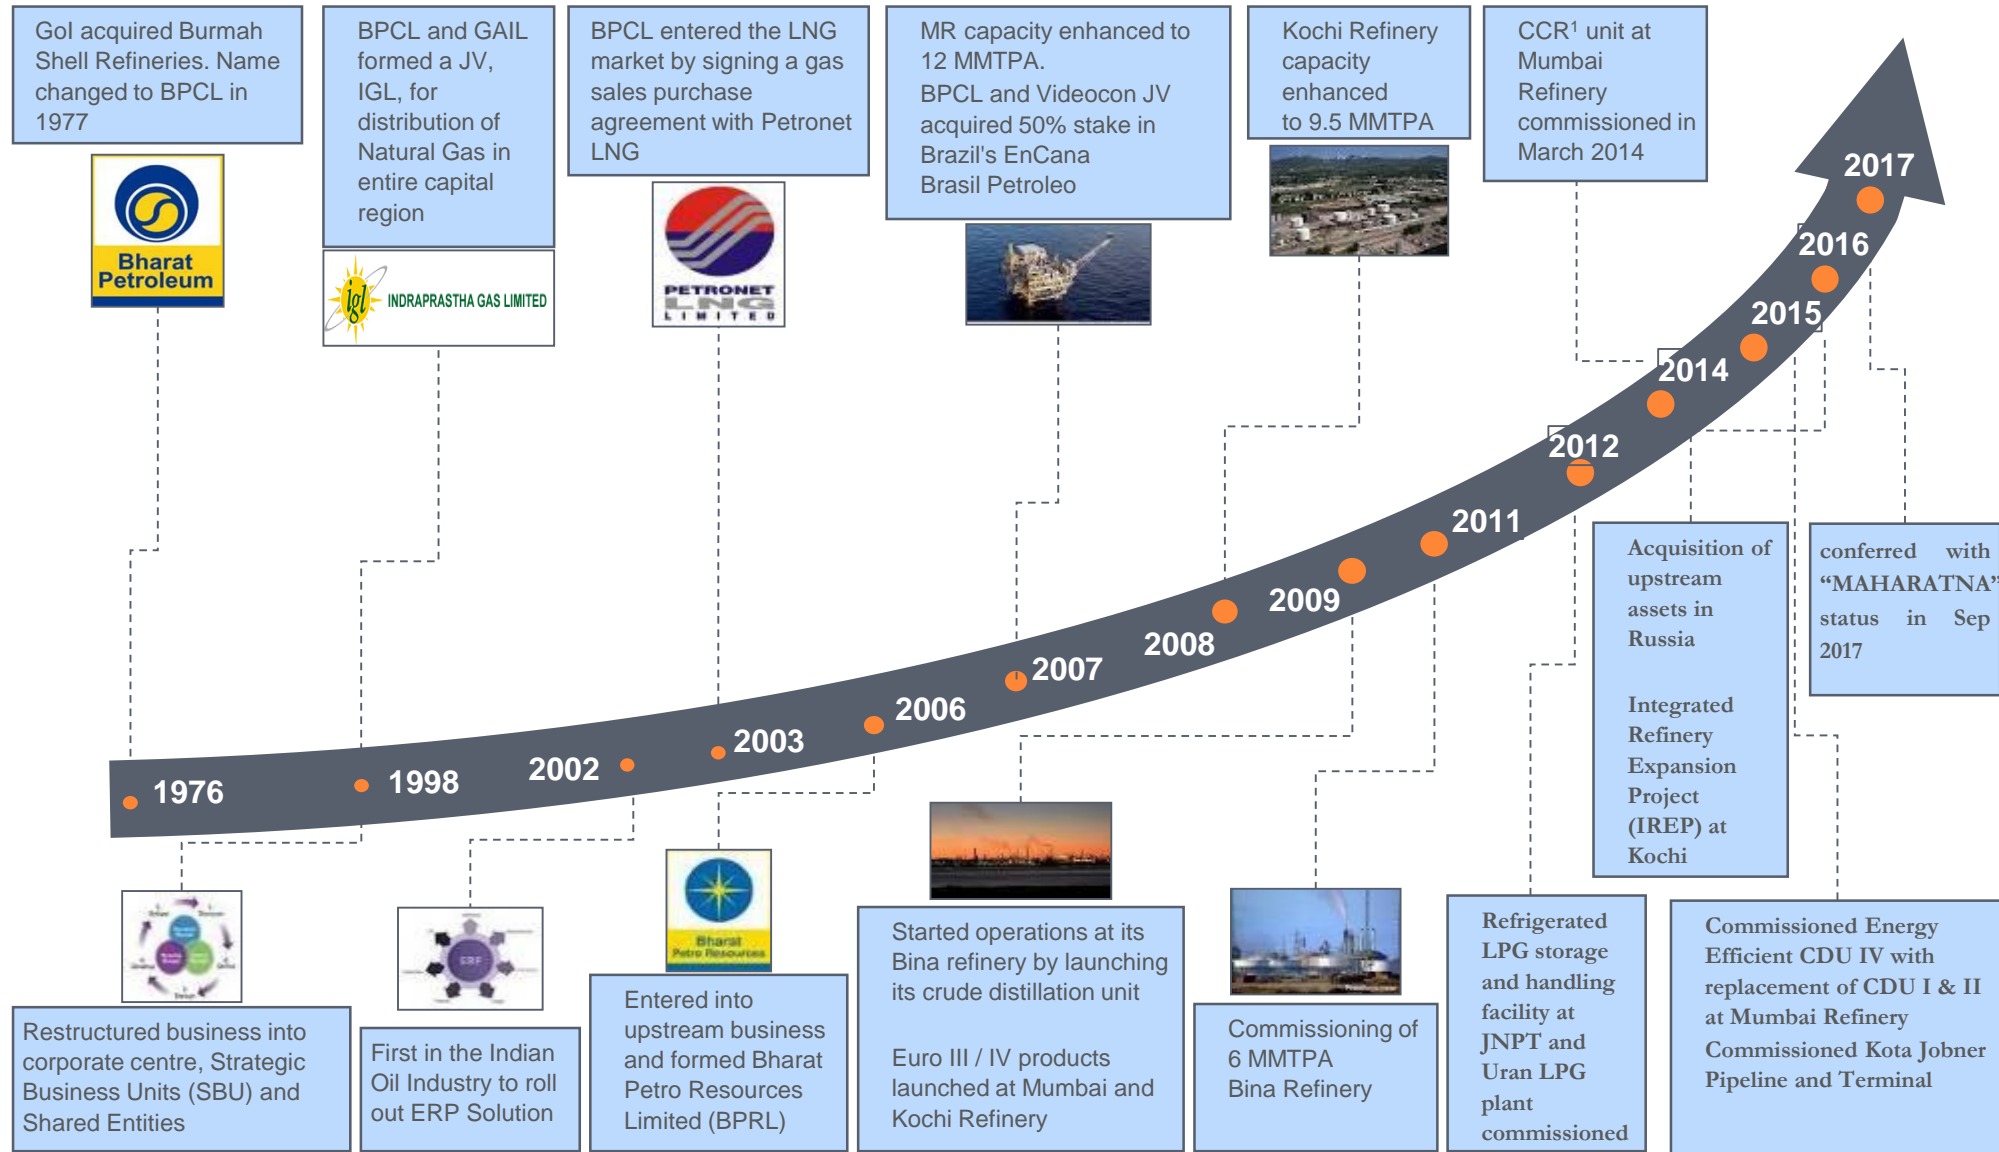 GoI acquired Burmah
Shell Refineries. Name
changed to BPCL in
1977
BPCL and GAIL
formed a JV,
IGL, for
distribution of
Natural Gas in
entire capital
region
BPCL entered the LNG
market by signing a gas
sales purchase
agreement with Petronet
LNG
MR capacity enhanced to
12 MMTPA.
BPCL and Videocon JV
acquired 50% stake in
Brazil's EnCana
Brasil Petroleo
Kochi Refinery
capacity
enhanced
to 9.5 MMTPA
CCR¹ unit at
Mumbai
Refinery
commissioned in
March 2014
Bharat
Petroleum
igl INDRAPRASTHA GAS LIMITED
PETRONET
LNG
LIMITED
2017
2016
2015
2014
2012
2011
2009
2008
2007
2006
2003
2002
1998
1976
Acquisition of
upstream
assets in
Russia
Integrated
Refinery
Expansion
Project
(IREP) at
Kochi
conferred with
“MAHARATNA”
status in Sep
2017
ERP
Bharat
Petro Resources
Restructured business into
corporate centre, Strategic
Business Units (SBU) and
Shared Entities
First in the Indian
Oil Industry to roll
out ERP Solution
Entered into
upstream business
and formed Bharat
Petro Resources
Limited (BPRL)
Started operations at its
Bina refinery by launching
its crude distillation unit
Euro III / IV products
launched at Mumbai and
Kochi Refinery
Commissioning of
6 MMTPA
Bina Refinery
Refrigerated
LPG storage
and handling
facility at
JNPT and
Uran LPG
plant
commissioned
Commissioned Energy
Efficient CDU IV with
replacement of CDU I & II
at Mumbai Refinery
Commissioned Kota Jobner
Pipeline and Terminal